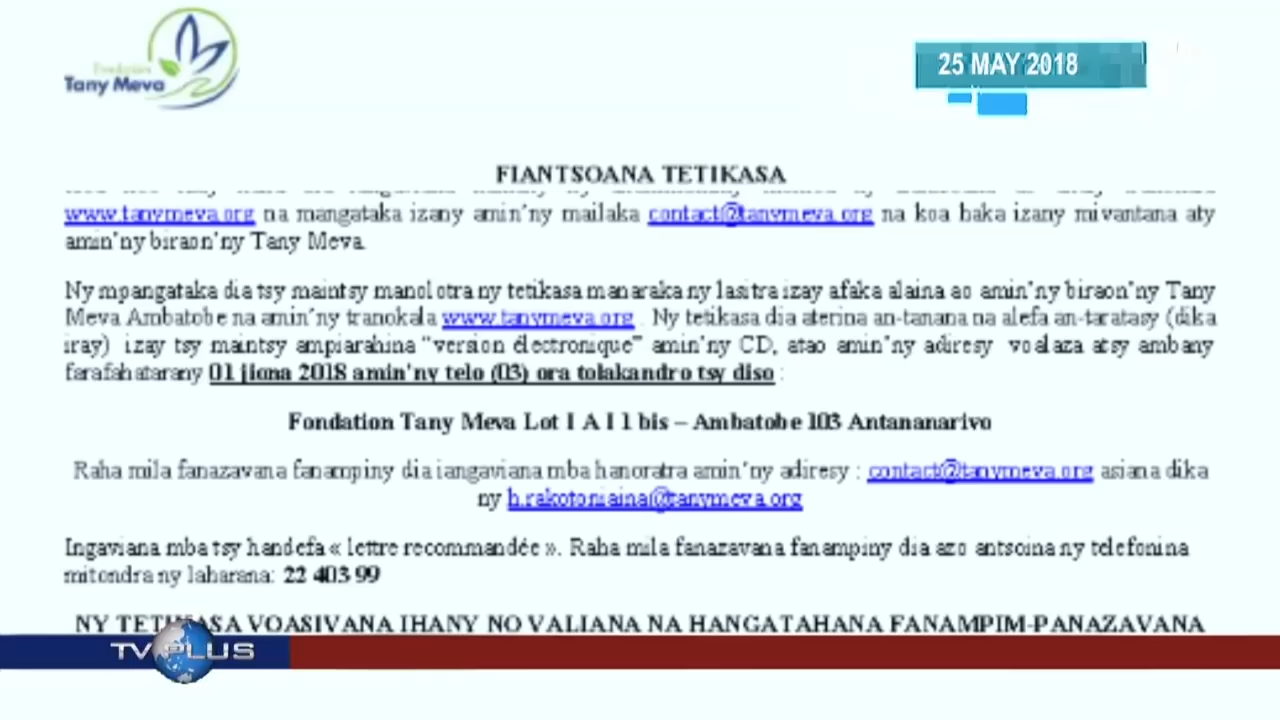 Fondation
Tany Meva
25 MAY 2018
FIANTSOANA TETIKASA
www.tanymeva.org na mangataka izany amin'ny mailaka contact@tanymeva.org na koa haka izany mivantana aty
amin'ny biraon'ny Tany Meva.
Ny mpangataka dia tsy maintsy manolotra ny tetikasa manaraka ny lasitra izay afaka alaina ao amin'ny biraon'ny Tany
Meva Ambatobe na amin'ny tranokala www.tanymeva.org . Ny tetikasa dia aterina an-tanana na alefa an-taratasy (dika
iray) izay tsy maintsy ampiarahina "version électronique" amin'ny CD, atao amin'ny adiresy voalaza atsy ambany
farafahatarany 01 jiona 2018 amin'ny telo (03) ora tolakandro tsy diso :
Fondation Tany Meva Lot I A I 1 bis – Ambatobe 103 Antananarivo
Raha mila fanazavana fanampiny dia iangaviana mba hanoratra amin'ny adiresy : contact@tanymeva.org asiana dika
ny h.rakotoniaina@tanymeva.org
Ingaviana mba tsy handefa « lettre recommandée ». Raha mila fanazavana fanampiny dia azo antsoina ny telefonina
mitondra ny laharana: 22 403 99
NY TETIKASA VOASIVANA IHANY NO VALIANA NA HANGATAHANA FANAMPIM-PANAZAVANA
TV PLUS